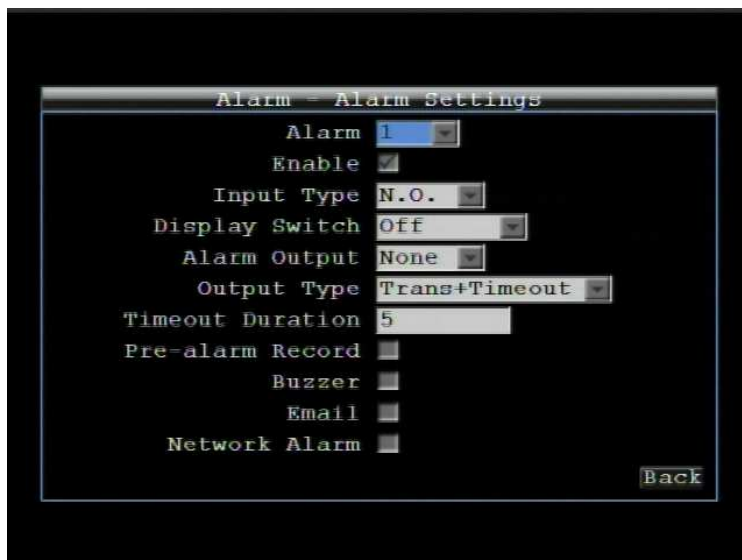 Alarm - Alarm Settings
Alarm 1
Enable
Input Type N.O.
Display Switch Off
Alarm Output None
Output Type Trans+Timeout
Timeout Duration 5
Pre-alarm Record
Buzzer
Email
Network Alarm
Back